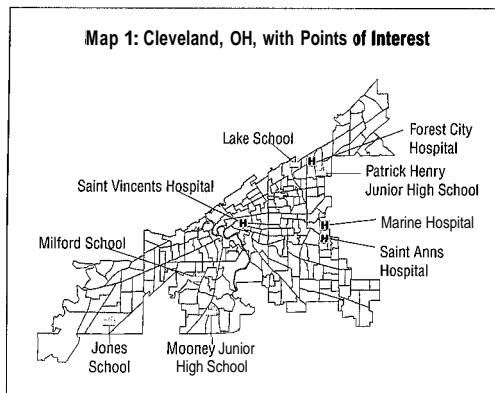 Map 1: Cleveland, OH, with Points of Interest
Lake School
Forest City
Hospital
Patrick Henry
Junior High School
Saint Vincents Hospital
H
H
Marine Hospital
H
Milford School
H
Saint Anns
Hospital
Jones
School
Mooney Junior
High School